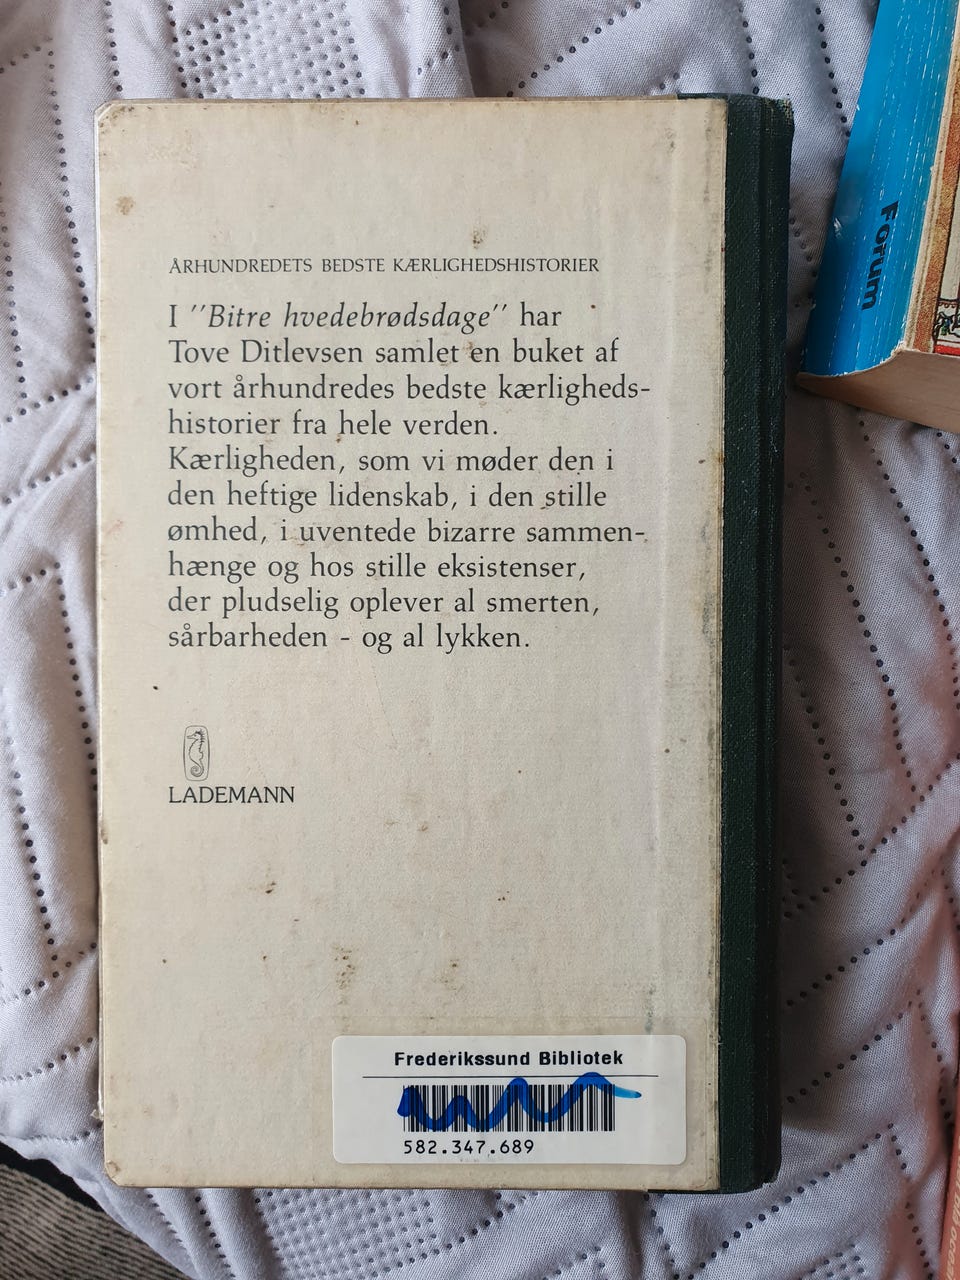 ÅRHUNDREDETS BEDSTE KÆRLIGHEDSHISTORIER
I "Bitre hvedebrødsdage" har
Tove Ditlevsen samlet en buket af
vort århundredes bedste kærligheds-
historier fra hele verden.
Kærligheden, som vi møder den i
den heftige lidenskab, i den stille
ømhed, i uventede bizarre sammen-
hænge og hos stille eksistenser,
der pludselig oplever al smerten,
sårbarheden - og al lykken.
LADEMANN
Frederikssund Bibliotek
582.347.689
Forum